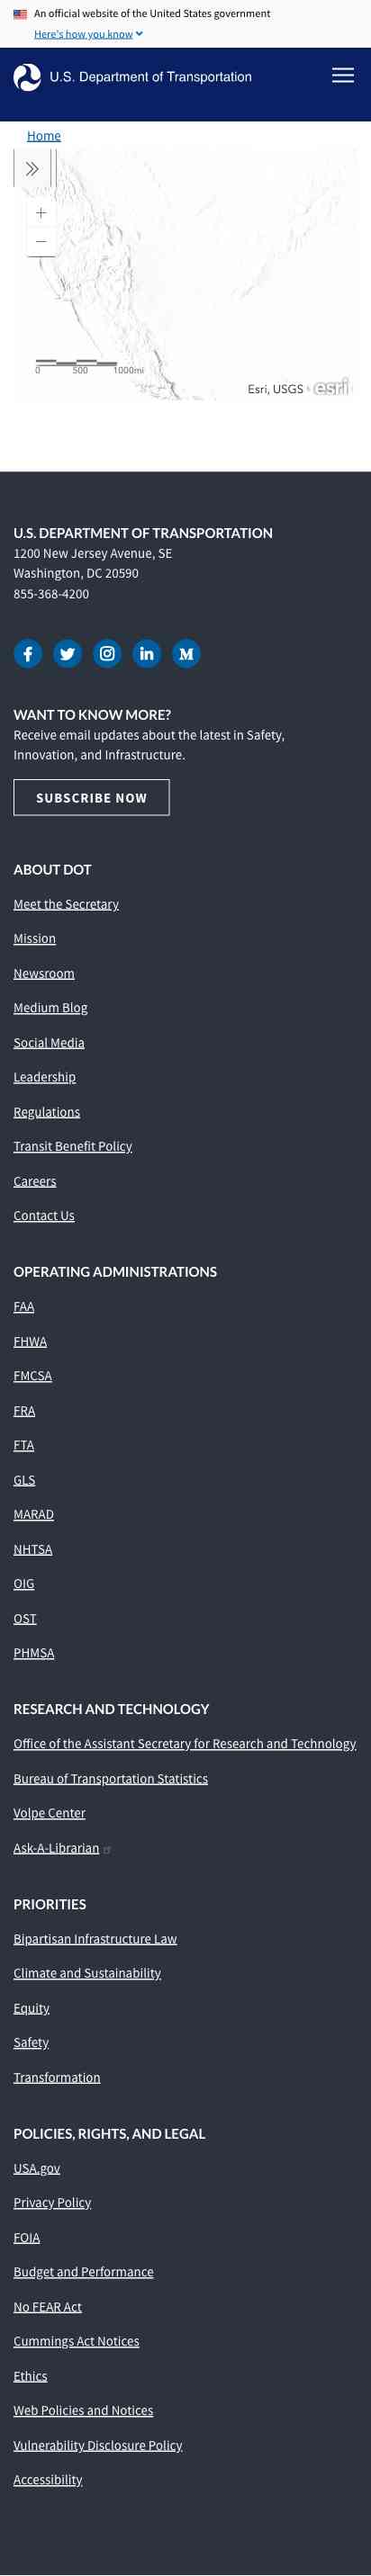 An official website of the United States government
Here's how you know
U.S. Department of Transportation
Home
+
−
0 500 1000mi
Esri, USGS
esri
U.S. DEPARTMENT OF TRANSPORTATION
1200 New Jersey Avenue, SE
Washington, DC 20590
855-368-4200
WANT TO KNOW MORE?
Receive email updates about the latest in Safety,
Innovation, and Infrastructure.
SUBSCRIBE NOW
ABOUT DOT
Meet the Secretary
Mission
Newsroom
Medium Blog
Social Media
Leadership
Regulations
Transit Benefit Policy
Careers
Contact Us
OPERATING ADMINISTRATIONS
FAA
FHWA
FMCSA
FRA
FTA
GLS
MARAD
NHTSA
OIG
OST
PHMSA
RESEARCH AND TECHNOLOGY
Office of the Assistant Secretary for Research and Technology
Bureau of Transportation Statistics
Volpe Center
Ask-A-Librarian
PRIORITIES
Bipartisan Infrastructure Law
Climate and Sustainability
Equity
Safety
Transformation
POLICIES, RIGHTS, AND LEGAL
USA.gov
Privacy Policy
FOIA
Budget and Performance
No FEAR Act
Cummings Act Notices
Ethics
Web Policies and Notices
Vulnerability Disclosure Policy
Accessibility